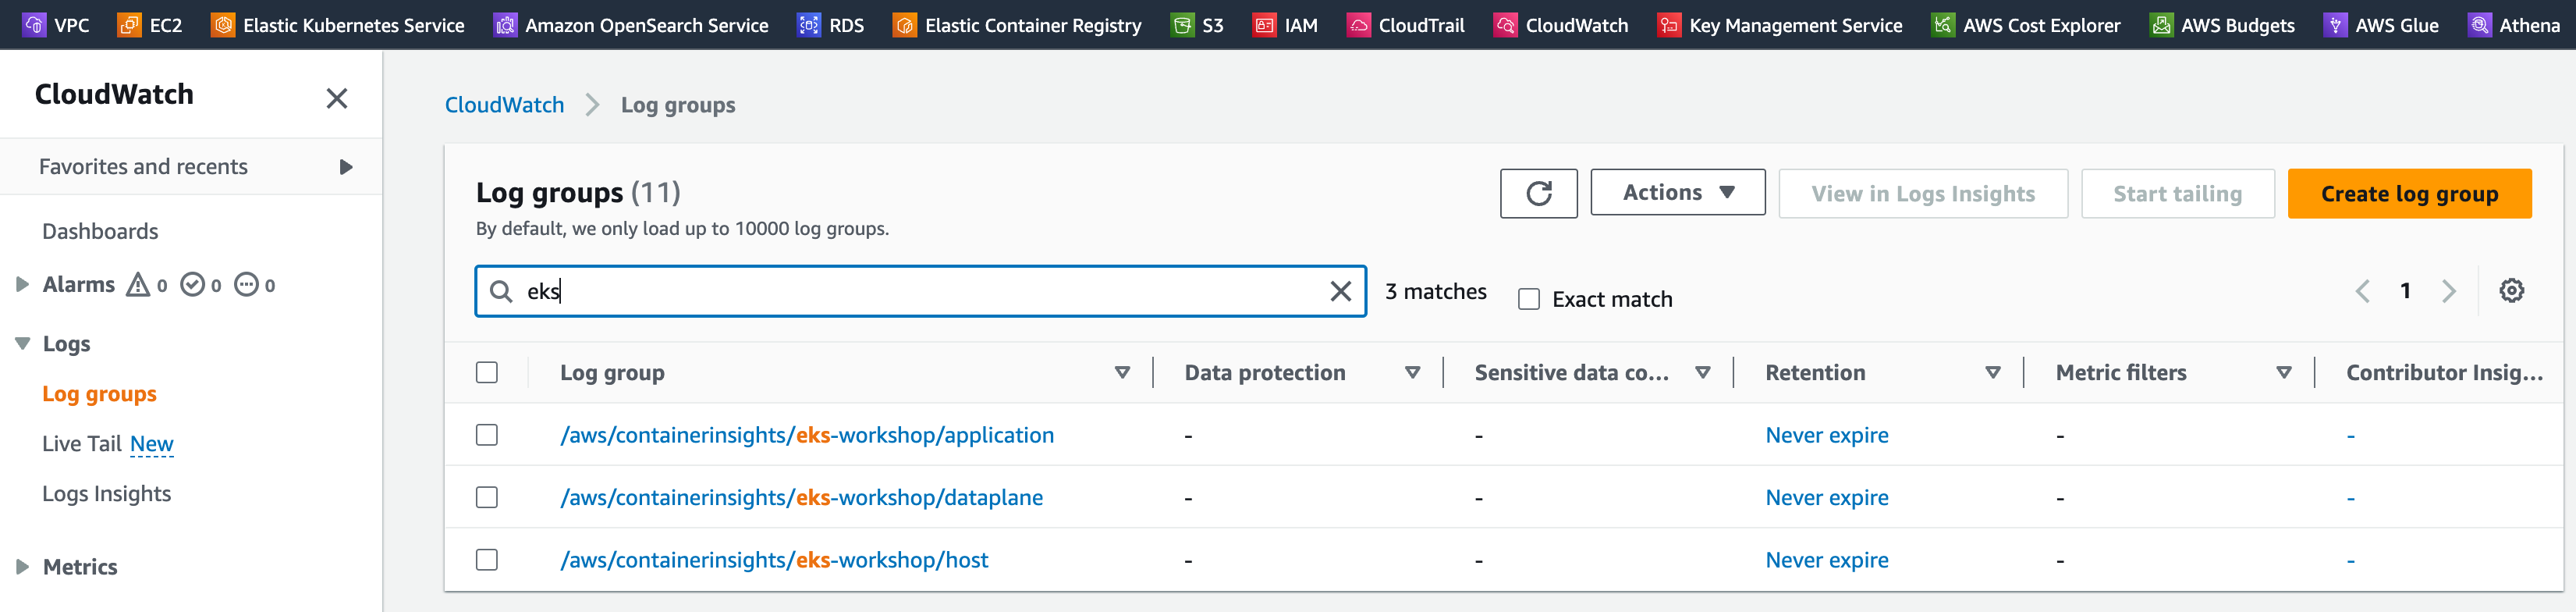 VPC EC2 Elastic Kubernetes Service Amazon OpenSearch Service RDS Elastic Container Registry S3 IAM CloudTrail CloudWatch Key Management Service AWS Cost Explorer AWS Budgets AWS Glue Athena
CloudWatch
Favorites and recents
Dashboards
Alarms 0 0 0
Logs
Log groups
Live Tail New
Logs Insights
Metrics
CloudWatch Log groups
Log groups (11)
By default, we only load up to 10000 log groups.
Actions View in Logs Insights Start tailing Create log group
eks 3 matches Exact match 1
Log group Data protection Sensitive data co... Retention Metric filters Contributor Insig...
/aws/containerinsights/eks-workshop/application - - Never expire - -
/aws/containerinsights/eks-workshop/dataplane - - Never expire - -
/aws/containerinsights/eks-workshop/host - - Never expire - -